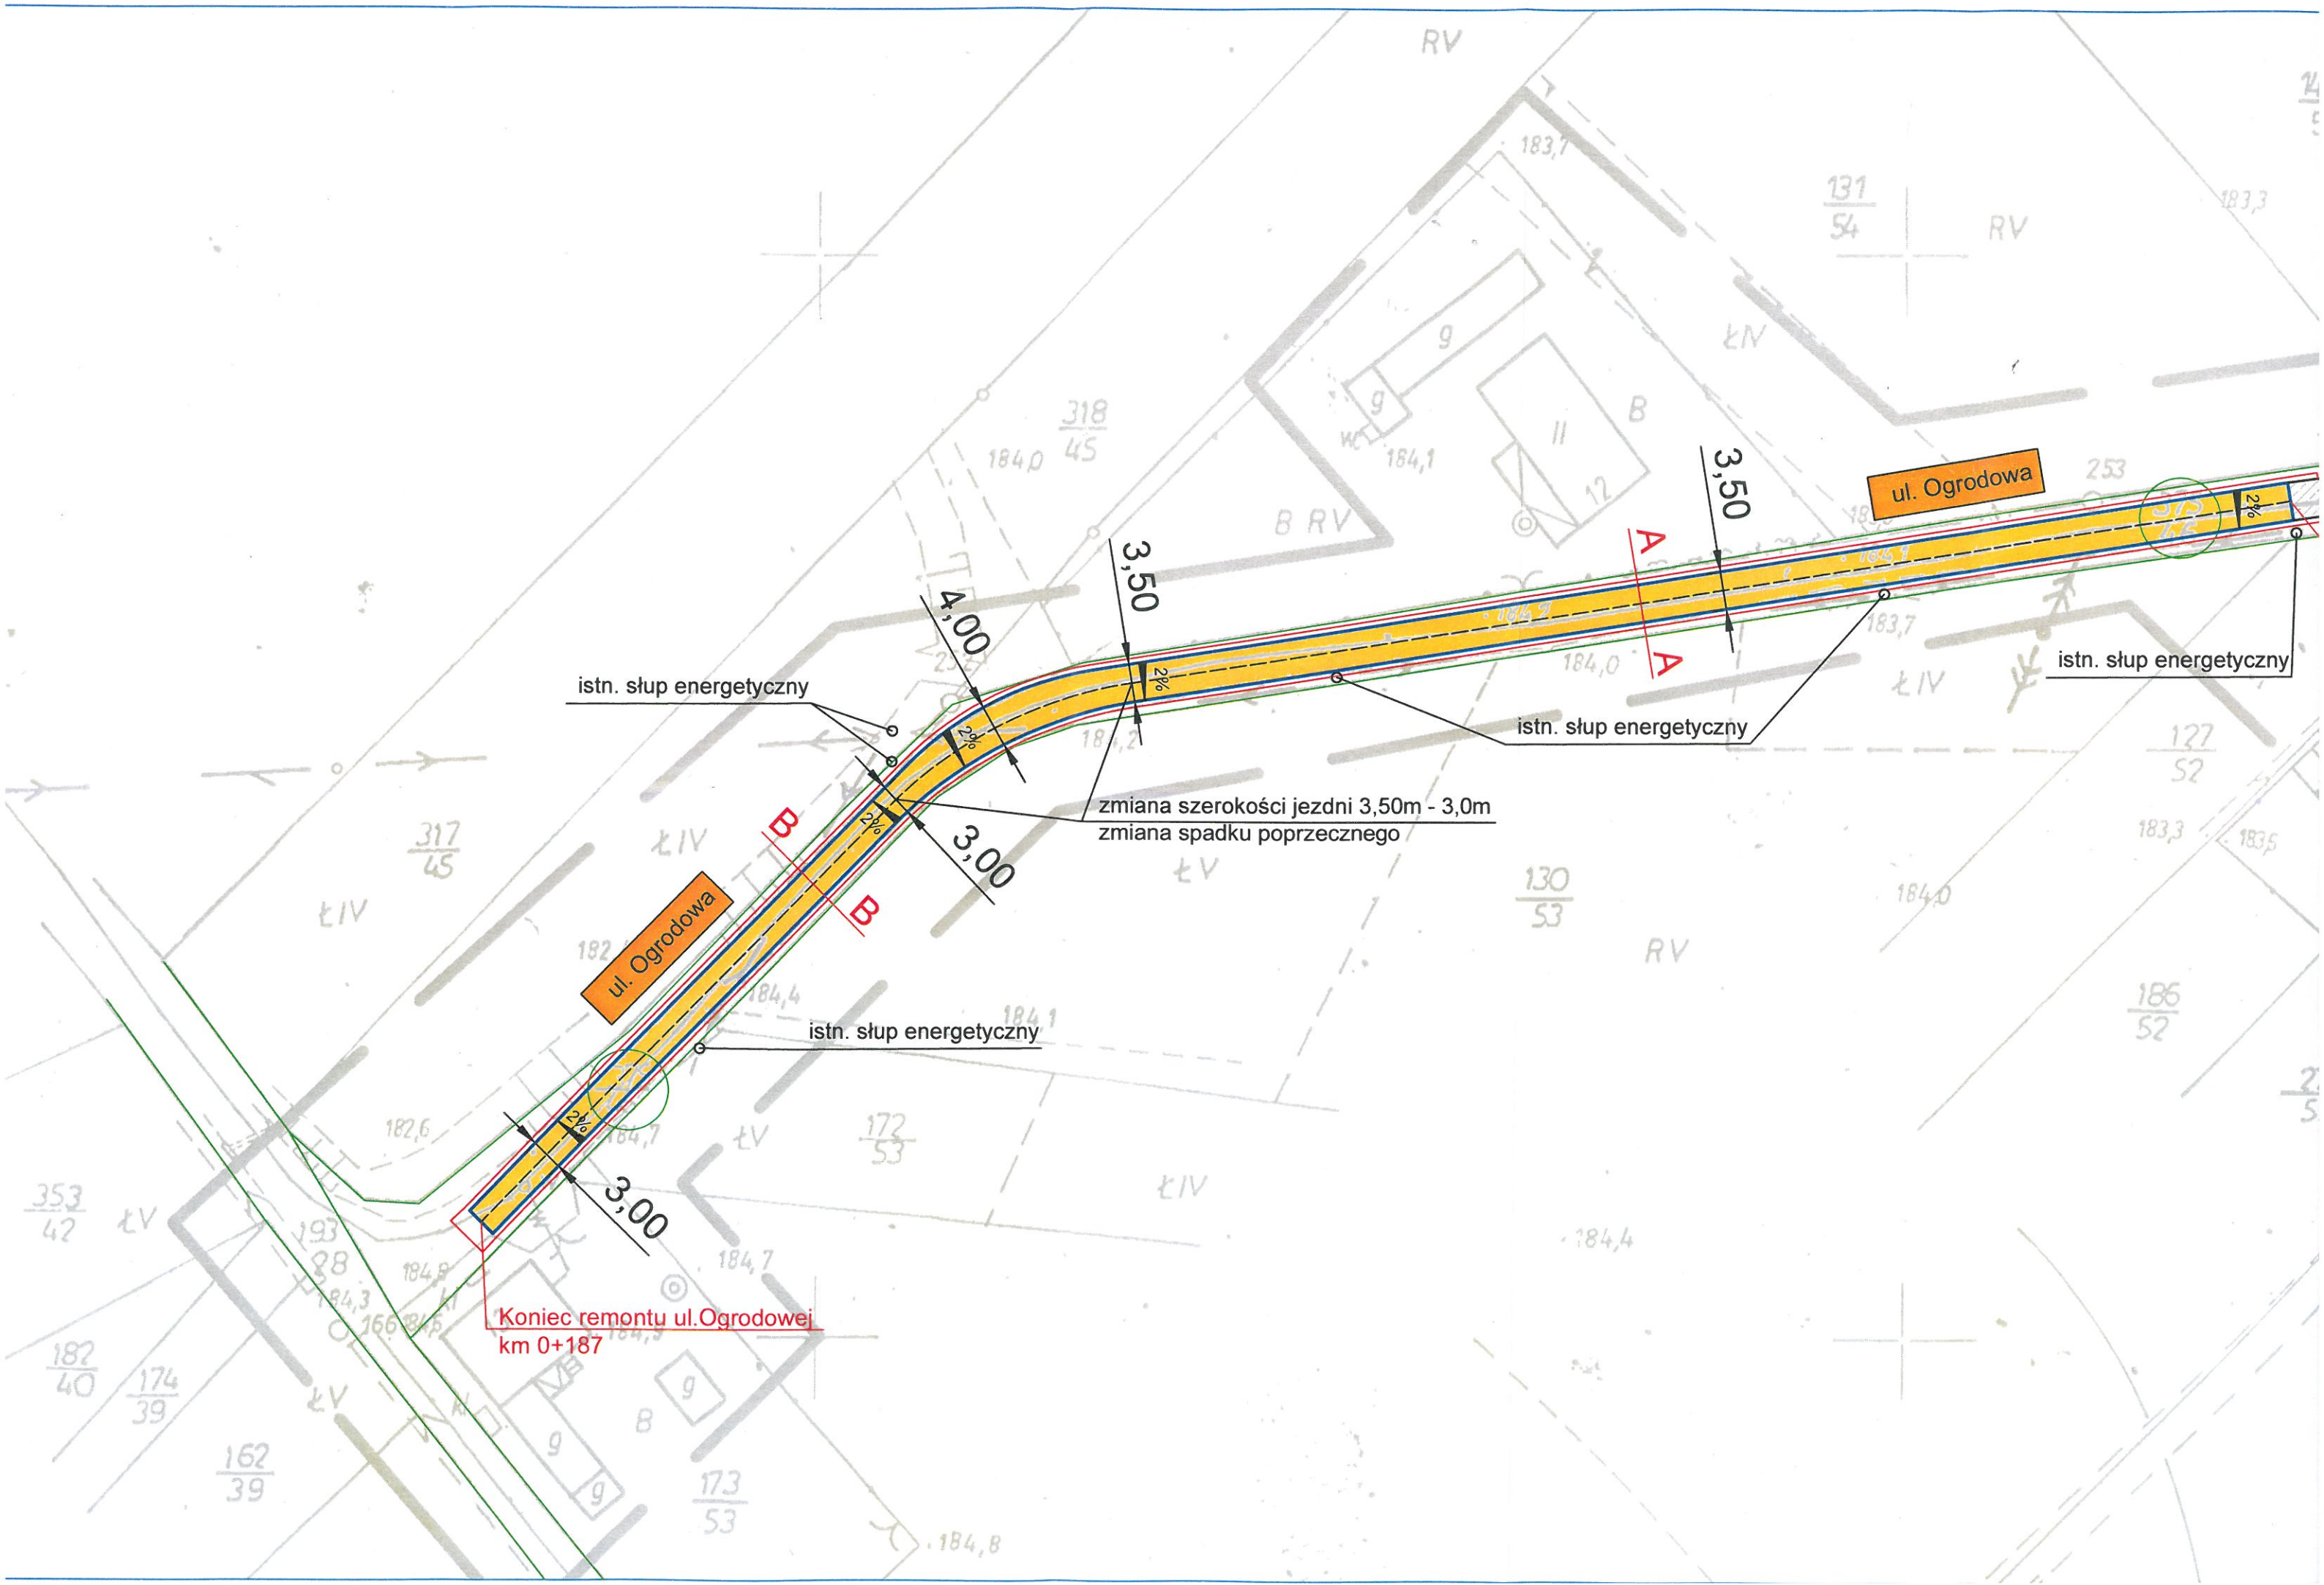 RV
183,7
131
54
RV
183,3
ŁIV
g
g
B
318
45
184,0
184,1
II
12
B RV
3,50
ul. Ogrodowa
253
2%
A
3,50
4,00
183,7
184,0
A
2%
istn. słup energetyczny
ŁIV
istn. słup energetyczny
istn. słup energetyczny
2%
127
52
zmiana szerokości jezdni 3,50m - 3,0m
zmiana spadku poprzecznego
2%
B
3,00
317
45
ŁIV
183,3
183,5
ŁV
130
53
184,0
B
ŁIV
ul. Ogrodowa
RV
184,4
186
52
184,1
istn. słup energetyczny
182,6
2%
184,7
ŁV
172
53
ŁIV
353
42
ŁV
3,00
193
88
184,4
184,7
184,3
166
kl
Koniec remontu ul.Ogrodowej
km 0+187
182
40
174
39
ŁV
kl
g
B
g
162
39
g
173
53
184,8